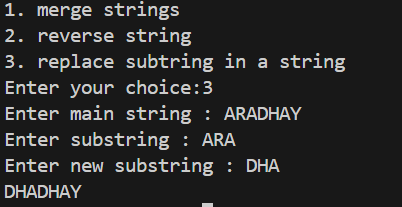 1. merge strings
2. reverse string
3. replace subtring in a string
Enter your choice:3
Enter main string : ARADHAY
Enter substring : ARA
Enter new substring : DHA
DHADHAY